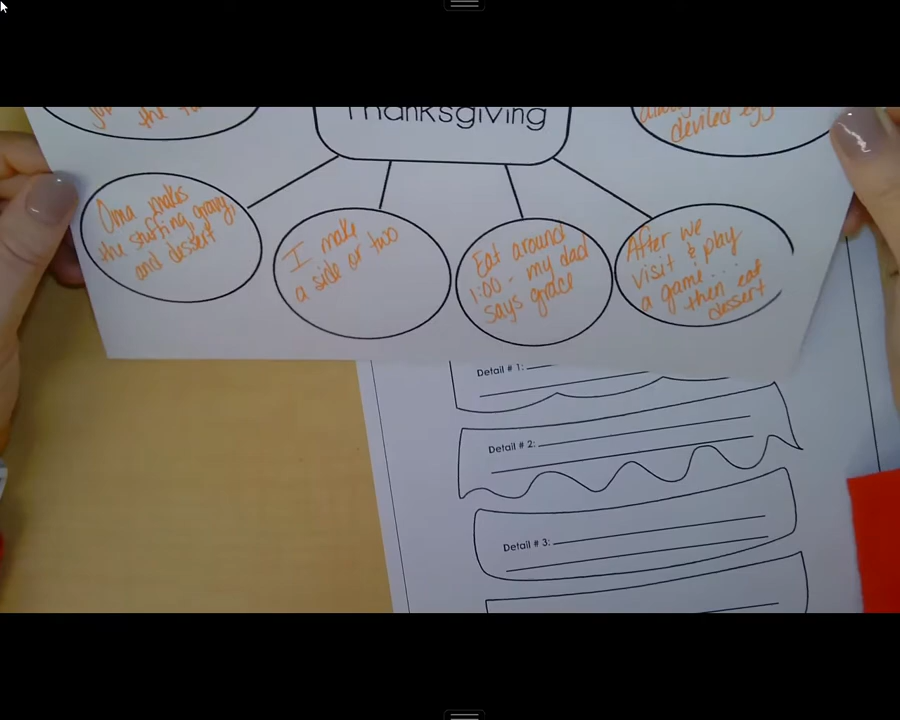 Thanksgiving
the
deviled
Oma makes
the stuffing, gravy,
and dessert
I make
a side or two
Eat around
1:00 - my dad
says grace
After we
visit & play
a game...
then eat
dessert
Detail # 1:
Detail # 2:
Detail # 3: